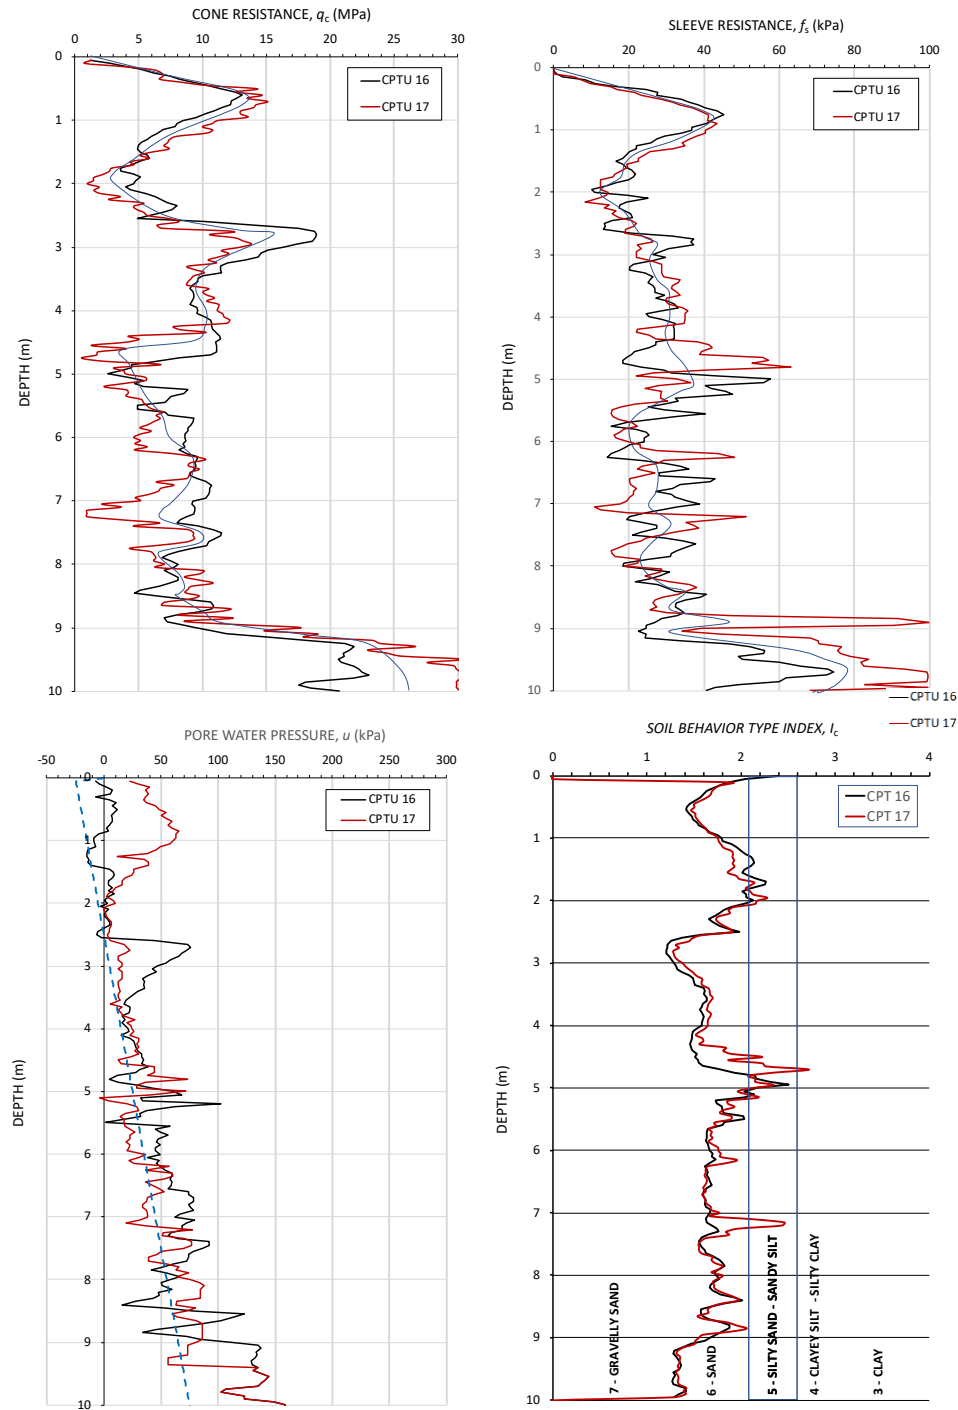 CONE RESISTANCE, qc (MPa)
0 5 10 15 20 25 30
0
1
2
3
4
5
6
7
8
9
10
DEPTH (m)
CPTU 16
CPTU 17
SLEEVE RESISTANCE, fs (kPa)
0 20 40 60 80 100
0
1
2
3
4
5
6
7
8
9
10
DEPTH (m)
CPTU 16
CPTU 17
CPTU 16
CPTU 17
PORE WATER PRESSURE, u (kPa)
-50 0 50 100 150 200 250 300
0
1
2
3
4
5
6
7
8
9
10
DEPTH (m)
CPTU 16
CPTU 17
SOIL BEHAVIOR TYPE INDEX, Ic
0 1 2 3 4
0
1
2
3
4
5
6
7
8
9
10
DEPTH (m)
CPT 16
CPT 17
7 - GRAVELLY SAND
6 - SAND
5 - SILTY SAND - SANDY SILT
4 - CLAYEY SILT - SILTY CLAY
3 - CLAY